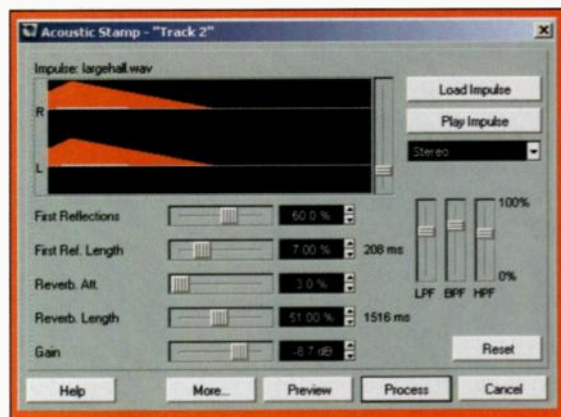 Acoustic Stamp - "Track 2"
Impulse: largehall.wav
R
L
Load Impulse
Play Impulse
Stereo
First Reflections 60.0 %
First Ref. Length 7.00 % 208 ms
Reverb. Att. 3.0 %
Reverb. Length 51.00 % 1516 ms
Gain -8.7 dB
100%
0%
LPF BPF HPF
Reset
Help More... Preview Process Cancel